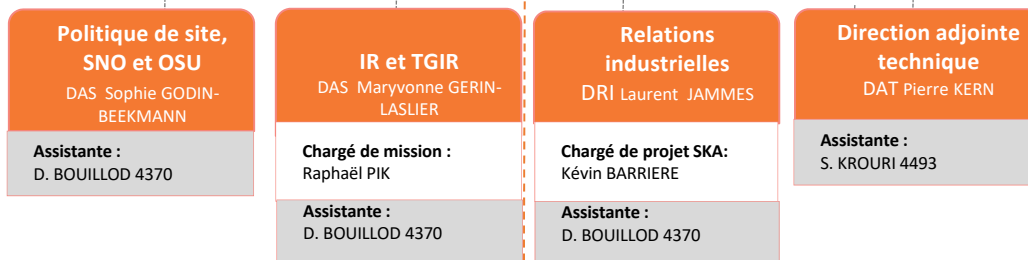 Politique de site,
SNO et OSU
DAS Sophie GODIN-
BEEKMANN
Assistante :
D. BOUILLOD 4370
IR et TGIR
DAS Maryvonne GERIN-
LASLIER
Chargé de mission :
Raphaël PIK
Assistante :
D. BOUILLOD 4370
Relations
industrielles
DRI Laurent JAMMES
Chargé de projet SKA:
Kévin BARRIERE
Assistante :
D. BOUILLOD 4370
Direction adjointe
technique
DAT Pierre KERN
Assistante :
S. KROURI 4493